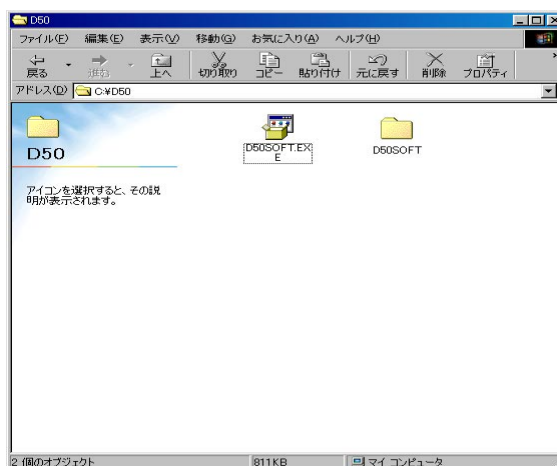 D50
ファイル(F) 編集(E) 表示(V) 移動(G) お気に入り(A) ヘルプ(H)
戻る 進む 上へ 切り取り コピー 貼り付け 元に戻す 削除 プロパティ
アドレス(D) C:¥D50
D50
アイコンを選択すると、その説
明が表示されます。
D50SOFT.EX
E
D50SOFT
2 個のオブジェクト 811KB マイ コンピュータ